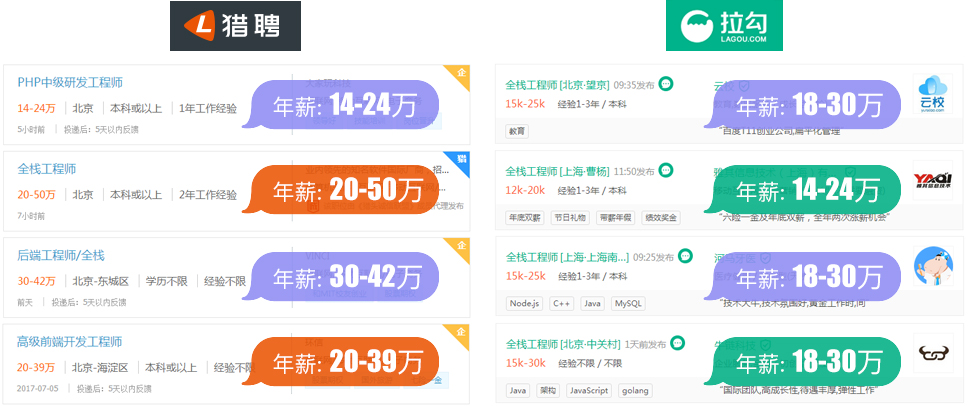 猎聘
PHP中级研发工程师
企
14-24万 北京 本科或以上 1年工作经验
5小时前 投递后：5天以内反馈
年薪: 14-24万
全栈工程师
猎
20-50万 北京 本科或以上 2年工作经验
7小时前
年薪: 20-50万
后端工程师/全栈
企
30-42万 北京-东城区 学历不限 经验不限
前天 投递后：5天以内反馈
年薪: 30-42万
高级前端开发工程师
企
20-39万 北京-海淀区 本科或以上 经验不限
2017-07-05 投递后：5天以内反馈
年薪: 20-39万
拉勾
LAGOU.COM
全栈工程师 [北京·望京] 09:25发布
15k-25k 经验1-3年 / 本科
教育
云校
年薪: 18-30万
"百度T11创业公司,扁平化管理
云校
全栈工程师 [上海·曹杨] 11:50发布
12k-20k 经验1-3年 / 本科
年底双薪 节日礼物 带薪年假 绩效奖金
年薪: 14-24万
"六险一金及年底双薪，全年两次涨薪机会"
全栈工程师 [上海·上海南...] 09:25发布
15k-25k 经验1-3年 / 本科
Node.js C++ Java MySQL
年薪: 18-30万
"技术大牛,技术氛围好,黄金工作时间
全栈工程师 [北京·中关村] 1天前发布
15k-30k 经验不限 / 不限
Java 架构 JavaScript golang
年薪: 18-30万
"国际团队,高成长性,待遇丰厚,弹性工作"